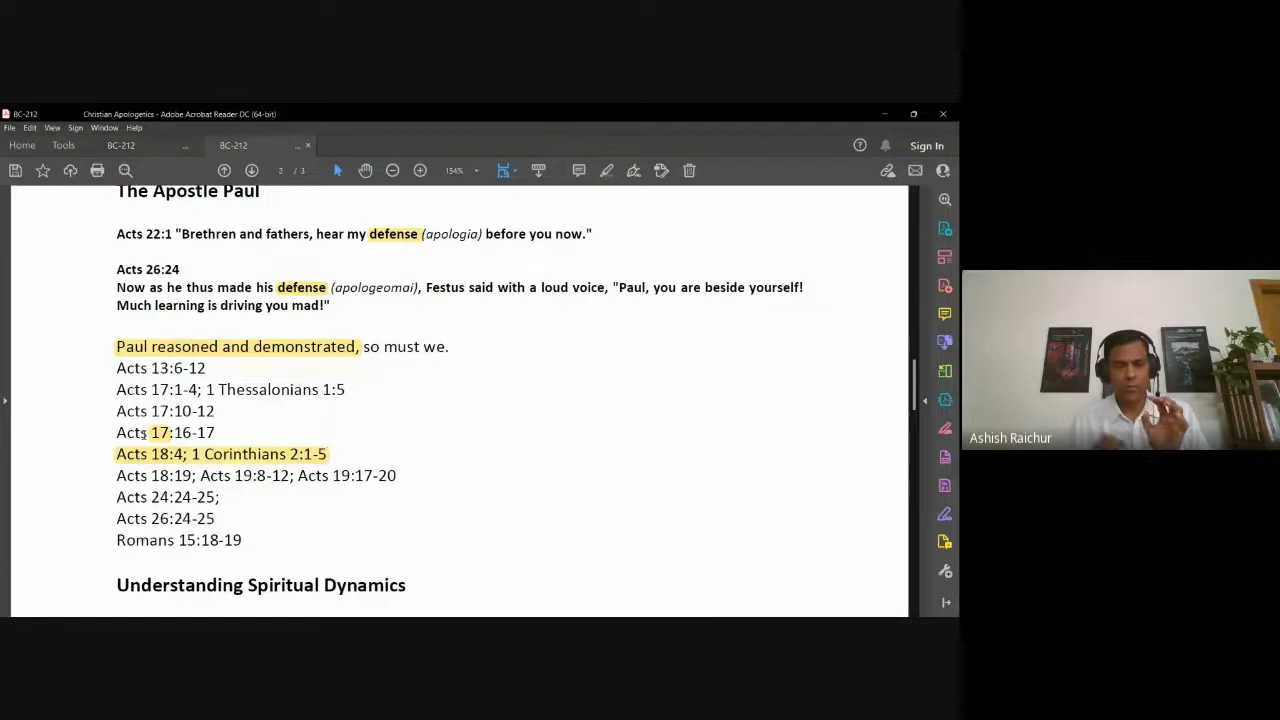 BC-212 Christian Apologetics - Adobe Acrobat Reader DC (64-bit)
File Edit View Sign Window Help
Home Tools BC-212 ... BC-212 ... ×
Sign In
2 / 3 154%
The Apostle Paul
Acts 22:1 "Brethren and fathers, hear my defense (apologia) before you now."
Acts 26:24
Now as he thus made his defense (apologeomai), Festus said with a loud voice, "Paul, you are beside yourself!
Much learning is driving you mad!"
Paul reasoned and demonstrated, so must we.
Acts 13:6-12
Acts 17:1-4; 1 Thessalonians 1:5
Acts 17:10-12
Acts 17:16-17
Acts 18:4; 1 Corinthians 2:1-5
Acts 18:19; Acts 19:8-12; Acts 19:17-20
Acts 24:24-25;
Acts 26:24-25
Romans 15:18-19
Understanding Spiritual Dynamics
Ashish Raichur